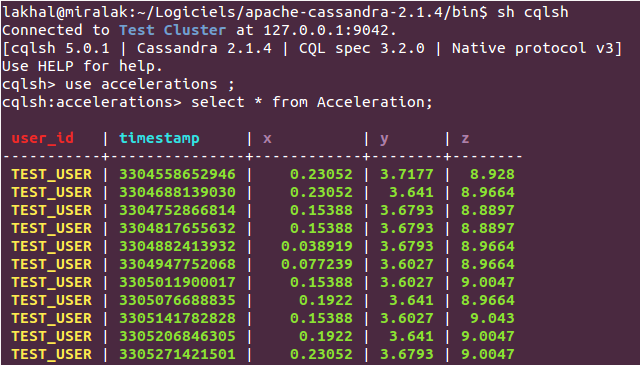 lakhal@miralak:~/Logiciels/apache-cassandra-2.1.4/bin$ sh cqlsh
Connected to Test Cluster at 127.0.0.1:9042.
[cqlsh 5.0.1 | Cassandra 2.1.4 | CQL spec 3.2.0 | Native protocol v3]
Use HELP for help.
cqlsh> use accelerations ;
cqlsh:accelerations> select * from Acceleration;
 user_id   | timestamp     | x        | y      | z
-----------+---------------+----------+--------+--------
 TEST_USER | 3304558652946 |  0.23052 | 3.7177 |  8.928
 TEST_USER | 3304688139030 |  0.23052 |  3.641 | 8.9664
 TEST_USER | 3304752866814 |  0.15388 | 3.6793 | 8.8897
 TEST_USER | 3304817655632 |  0.15388 | 3.6793 | 8.8897
 TEST_USER | 3304882413932 | 0.038919 | 3.6793 | 8.9664
 TEST_USER | 3304947752068 | 0.077239 | 3.6027 | 8.9664
 TEST_USER | 3305011900017 |  0.15388 | 3.6027 | 9.0047
 TEST_USER | 3305076688835 |   0.1922 |  3.641 | 8.9664
 TEST_USER | 3305141782828 |  0.15388 | 3.6027 |  9.043
 TEST_USER | 3305206846305 |   0.1922 |  3.641 | 9.0047
 TEST_USER | 3305271421501 |  0.23052 | 3.6793 | 9.0047